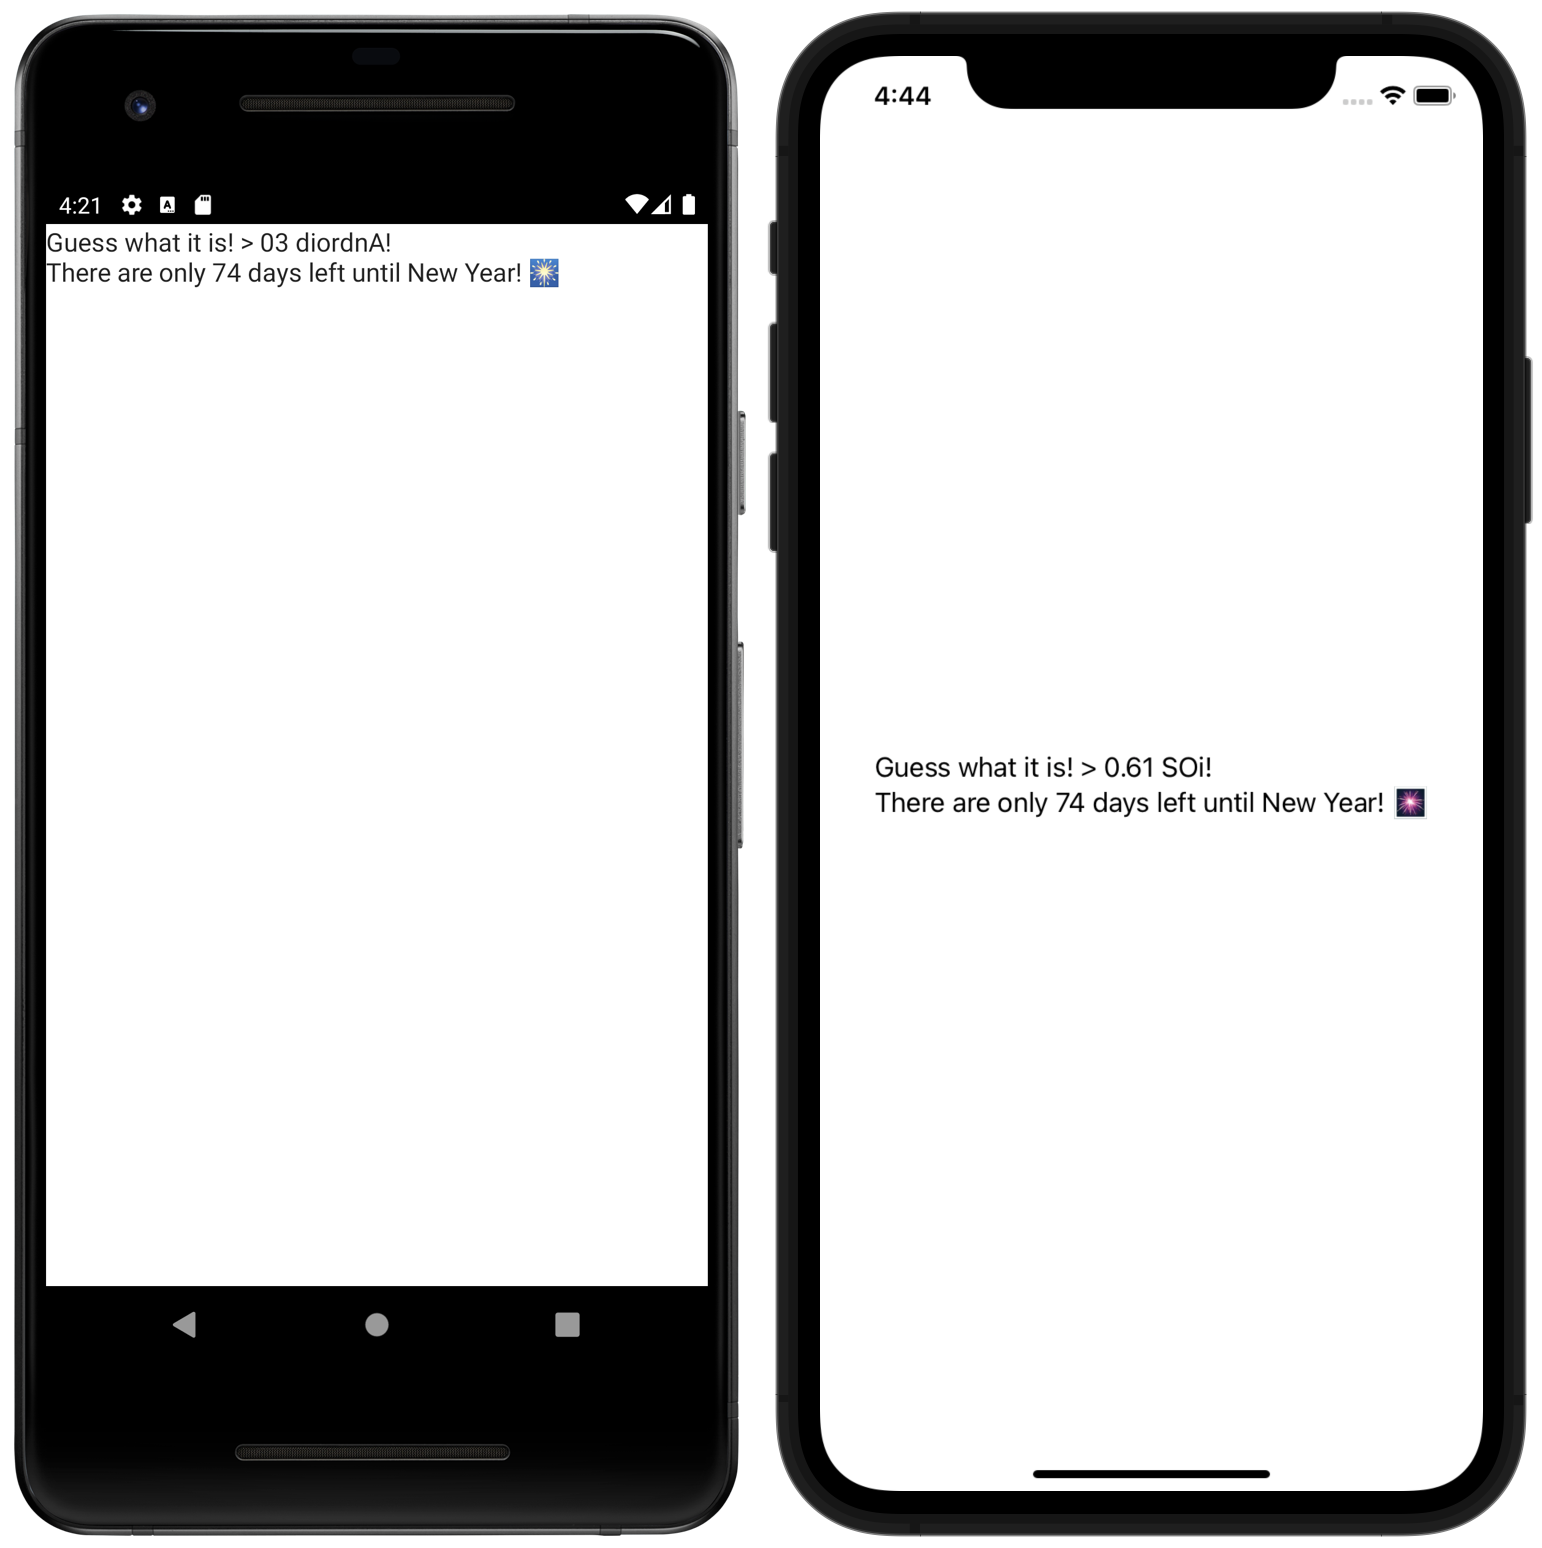 4:21
Guess what it is! > 03 diordnA!
There are only 74 days left until New Year! 🎇
4:44
Guess what it is! > 0.61 SOi!
There are only 74 days left until New Year! 🎆